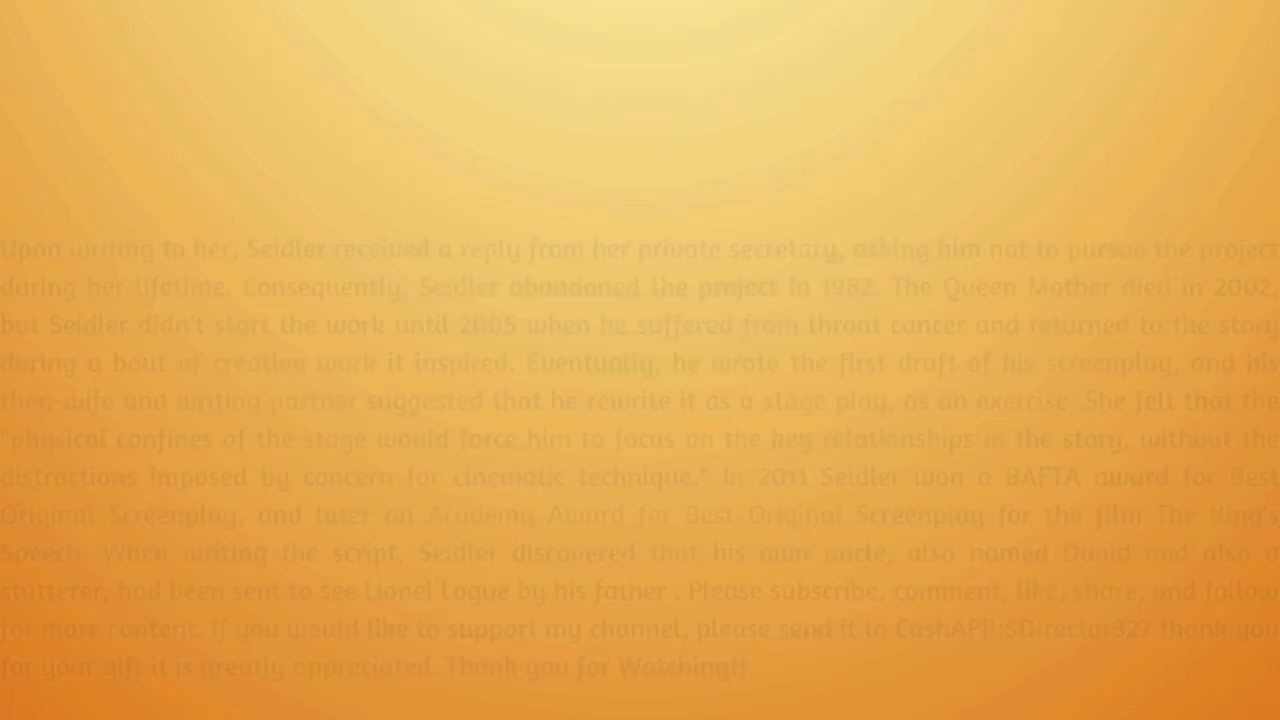 Upon writing to her, Seidler received a reply from her private secretary, asking him not to pursue the project
during her lifetime. Consequently, Seidler abandoned the project in 1982. The Queen Mother died in 2002,
but Seidler didn't start the work until 2005 when he suffered from throat cancer and returned to the story
during a bout of creative work it inspired. Eventually, he wrote the first draft of his screenplay, and his
then-wife and writing partner suggested that he rewrite it as a stage play, as an exercise. She felt that the
"physical confines of the stage would force him to focus on the key relationships in the story, without the
distractions imposed by concern for cinematic technique." In 2011 Seidler won a BAFTA award for Best
Original Screenplay, and later an Academy Award for Best Original Screenplay for the film The King's
Speech. When writing the script, Seidler discovered that his own uncle, also named David and also a
stutterer, had been sent to see Lionel Logue by his father . Please subscribe, comment, like, share, and follow
for more content. If you would like to support my channel, please send it to CashAPP:$Director327 thank you
for your gift it is greatly appreciated. Thank you for Watching!!